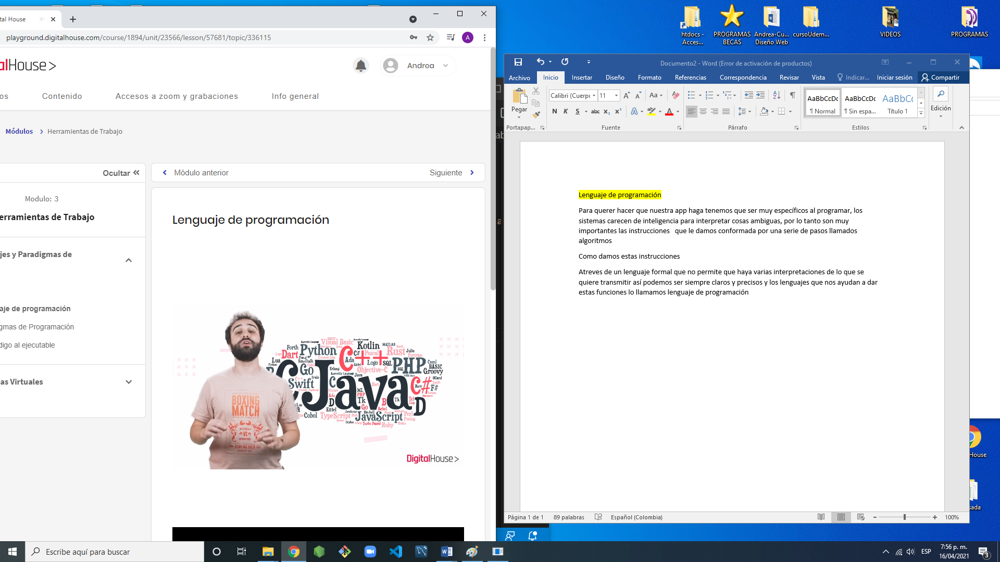 tal House
playground.digitalhouse.com/course/1894/unit/23566/lesson/57681/topic/336115
A
alHouse>
Andrea
os
Contenido
Accesos a zoom y grabaciones
Info general
Módulos
Herramientas de Trabajo
Ocultar
Módulo anterior
Siguiente
Modulo: 3
erramientas de Trabajo
jes y Paradigmas de
aje de programación
gmas de Programación
digo al ejecutable
as Virtuales
Lenguaje de programación
BOXING
MATCH
VS
Forth
Python
Visual Basic
Kotlin
MATLAB
Rust
Julia
Fortran
Dart
C++
C#
Pascal
Ada
Logo
SQL
PHP
BASIC
Groovy
Lua
Go
Objective-C
Swift
Java
C#
F#
D
Eiffel
Cobol
TypeScript
JavaScript
Ruby
Perl
Prolog
DigitalHouse>
htdocs -
Acces...
PROGRAMAS
BECAS
Andrea-Cu...
Diseño Web
cursoUdem...
VIDEOS
PROGRAMAS
Documento2 - Word (Error de activación de productos)
Archivo
Inicio
Insertar
Diseño
Formato
Referencias
Correspondencia
Revisar
Vista
Indicar...
Iniciar sesión
Compartir
Pegar
Calibri (Cuerpo
11
Aa
N K S abc x₂ x²
AaBbCcDc
¶ Normal
AaBbCcDc
¶ Sin espa...
AaBbCc
Título 1
Edición
Portapap...
Fuente
Párrafo
Estilos
Lenguaje de programación
Para querer hacer que nuestra app haga tenemos que ser muy específicos al programar, los
sistemas carecen de inteligencia para interpretar cosas ambiguas, por lo tanto son muy
importantes las instrucciones que le damos conformada por una serie de pasos llamados
algoritmos
Como damos estas instrucciones
Atreves de un lenguaje formal que no permite que haya varias interpretaciones de lo que se
quiere transmitir así podemos ser siempre claros y precisos y los lenguajes que nos ayudan a dar
estas funciones lo llamamos lenguaje de programación
Página 1 de 1
89 palabras
Español (Colombia)
100%
House
sada
Escribe aquí para buscar
ESP
7:56 p. m.
16/04/2021
3